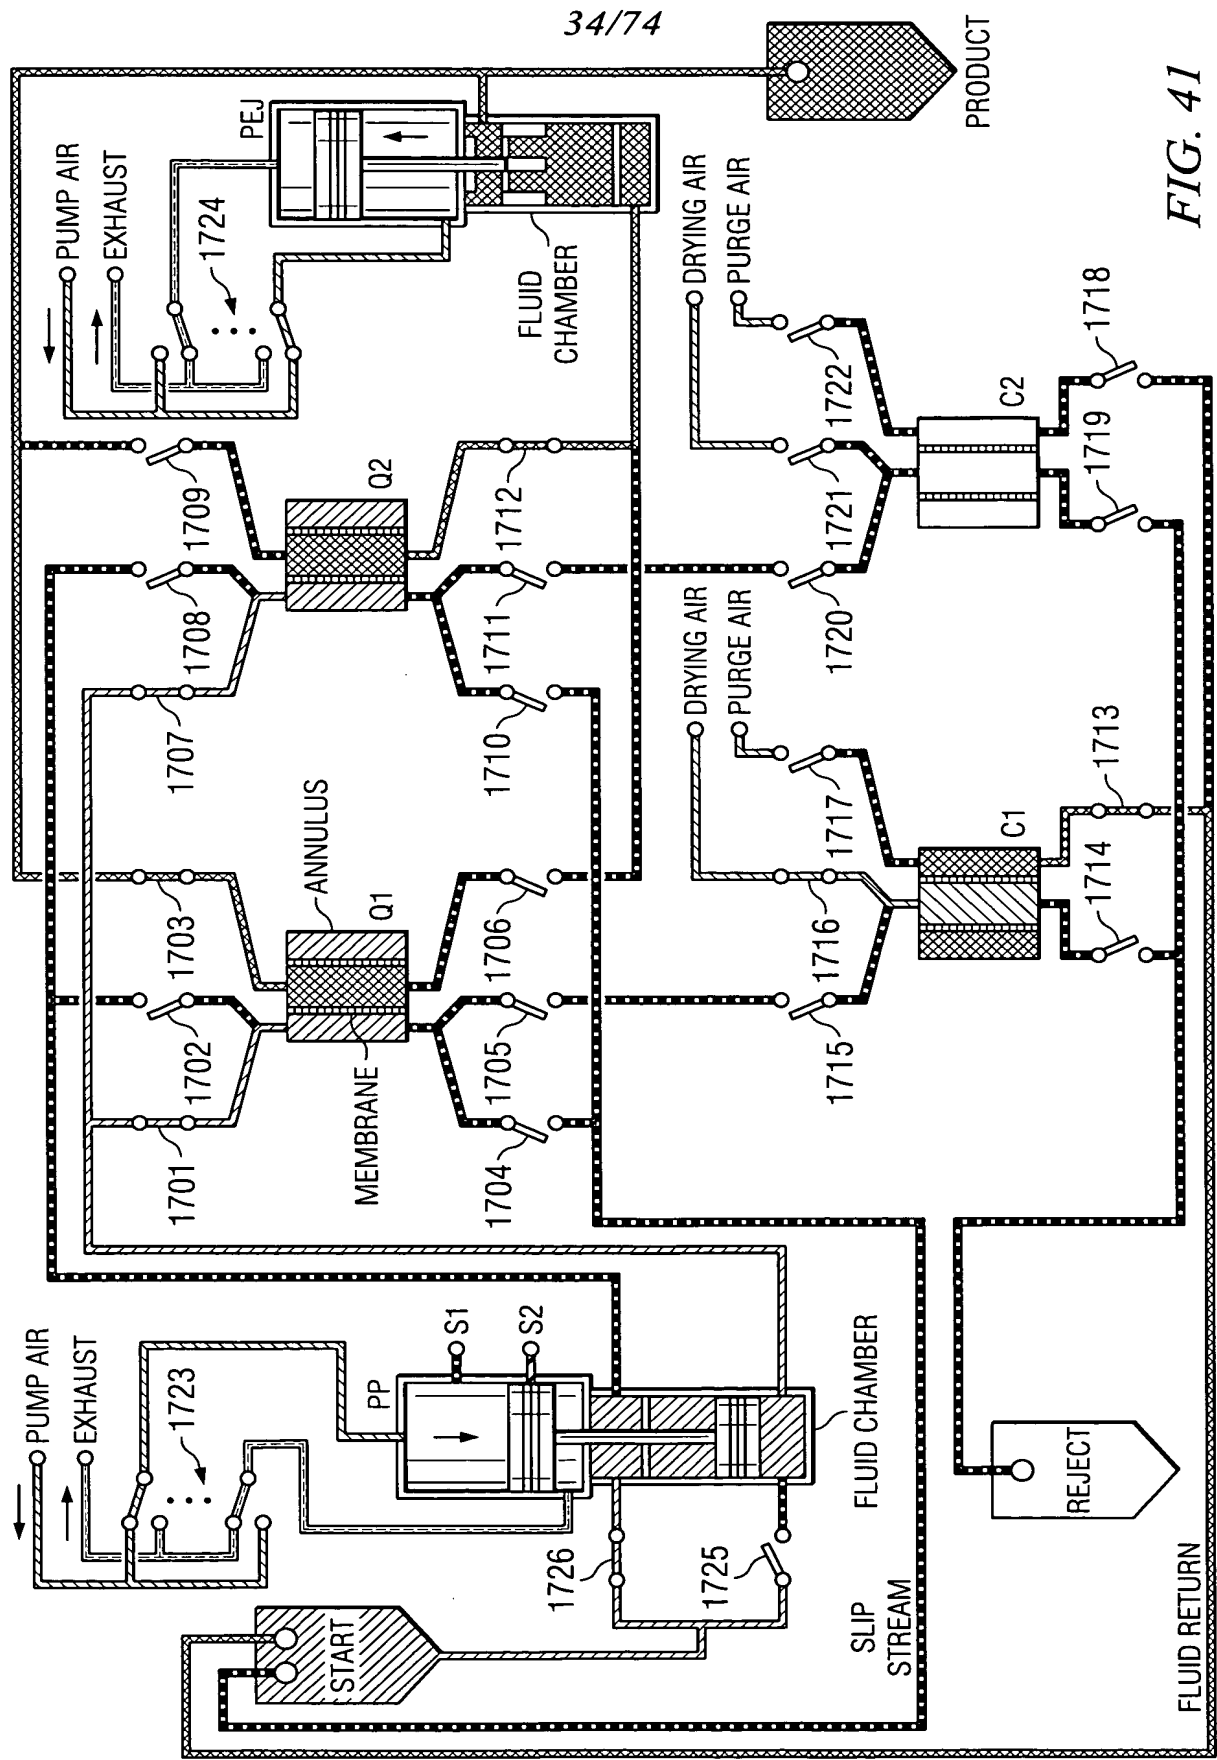 34/74
PUMP AIR
EXHAUST
1723
PP
S1
S2
START
1726
1725
SLIP
STREAM
FLUID CHAMBER
REJECT
FLUID RETURN
1701
1702
1703
MEMBRANE
ANNULUS
Q1
1704
1705
1706
1707
1708
1709
Q2
1710
1711
1712
PUMP AIR
EXHAUST
1724
PEJ
FLUID
CHAMBER
PRODUCT
DRYING AIR
PURGE AIR
1715
1716
1717
C1
1714
1713
DRYING AIR
PURGE AIR
1720
1721
1722
C2
1719
1718
FIG. 41